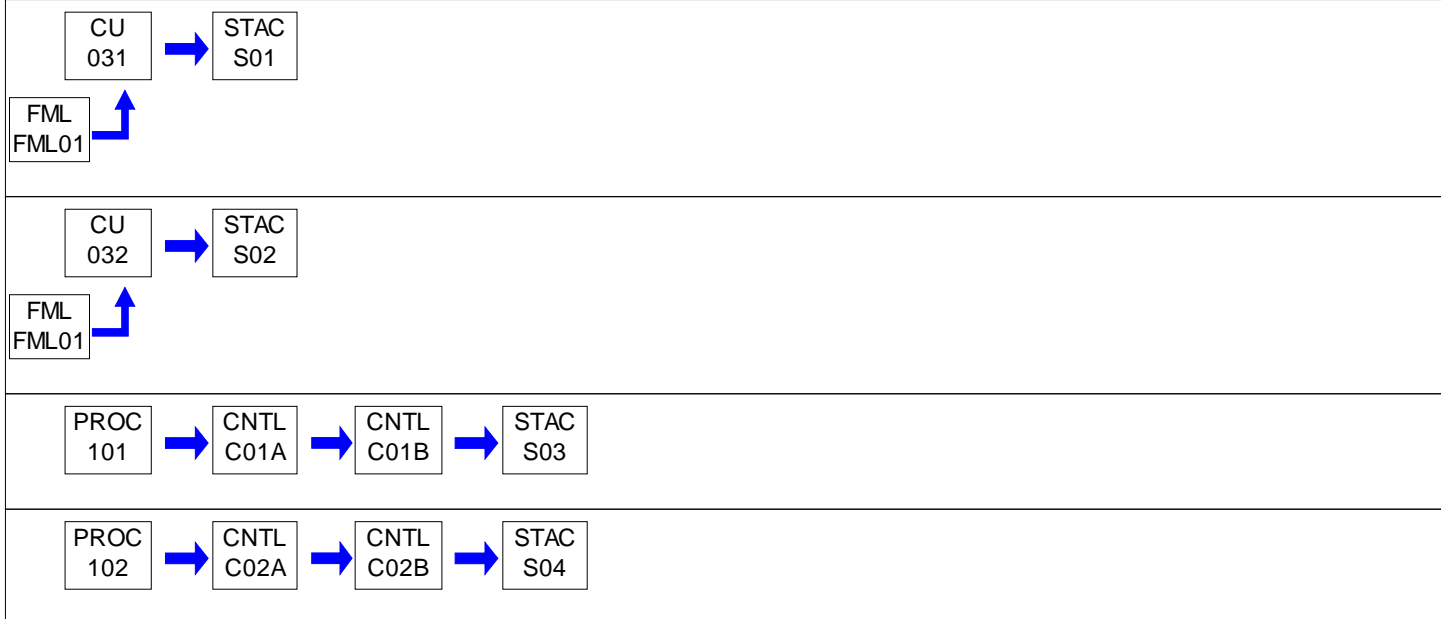 CU
031
STAC
S01
FML
FML01
CU
032
STAC
S02
FML
FML01
PROC
101
CNTL
C01A
CNTL
C01B
STAC
S03
PROC
102
CNTL
C02A
CNTL
C02B
STAC
S04